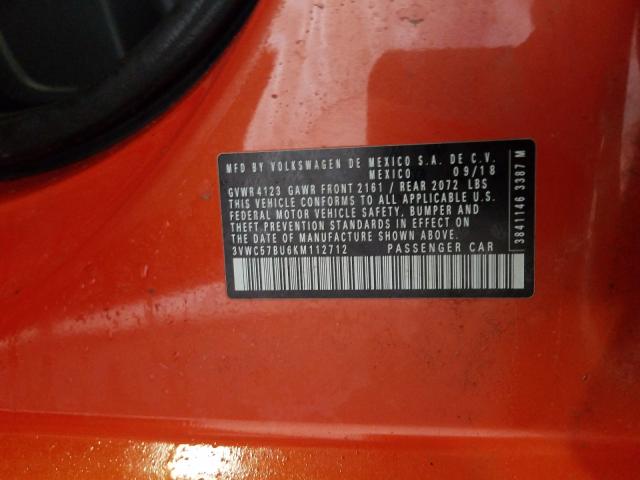 MFD BY VOLKSWAGEN DE MEXICO S.A. DE C.V.
MEXICO 09/18
GVWR 4123 GAWR FRONT 2161 / REAR 2072 LBS
THIS VEHICLE CONFORMS TO ALL APPLICABLE U.S.
FEDERAL MOTOR VEHICLE SAFETY, BUMPER AND
THEFT PREVENTION STANDARDS IN EFFECT ON
THE DATE OF MANUFACTURE SHOWN ABOVE.
3VWC57BU6KM112712 PASSENGER CAR
3841146 3387 M